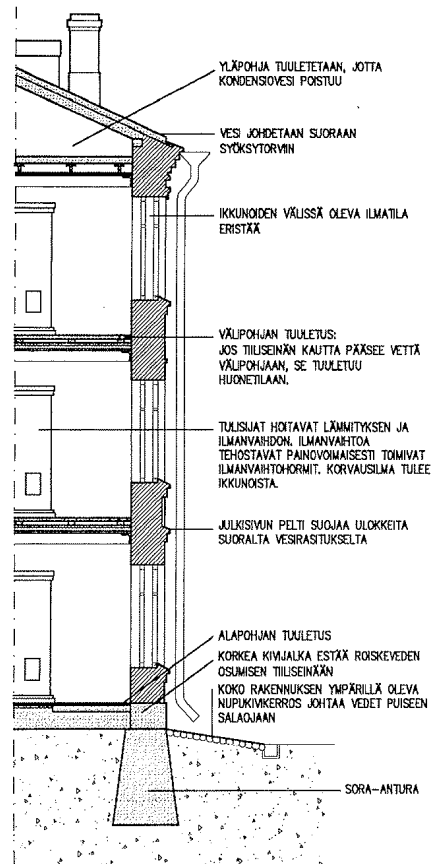 YLÄPOHJA TUULETETAAN, JOTTA
KONDENSIOVESI POISTUU
VESI JOHDETAAN SUORAAN
SYÖKSYTORVIIN
IKKUNOIDEN VÄLISSÄ OLEVA ILMATILA
ERISTÄÄ
VÄLIPOHJAN TUULETUS:
JOS TIILISEINÄN KAUTTA PÄÄSEE VETTÄ
VÄLIPOHJAAN, SE TUULETUU
HUONETILAAN.
TULISIJAT HOITAVAT LÄMMITYKSEN JA
ILMANVAIHDON. ILMANVAIHTOA
TEHOSTAVAT PAINOVOIMAISESTI TOIMIVAT
ILMANVAIHTOHORMIT. KORVAUSILMA TULEE
IKKUNOISTA.
JULKISIVUN PELTI SUOJAA ULOKKEITA
SUORALTA VESIRASITUKSELTA
ALAPOHJAN TUULETUS
KORKEA KIVIJALKA ESTÄÄ ROISKEVEDEN
OSUMISEN TIILISEINÄÄN
KOKO RAKENNUKSEN YMPÄRILLÄ OLEVA
NUPUKIVIKERROS JOHTAA VEDET PUISEEN
SALAOJAAN
SORA-ANTURA